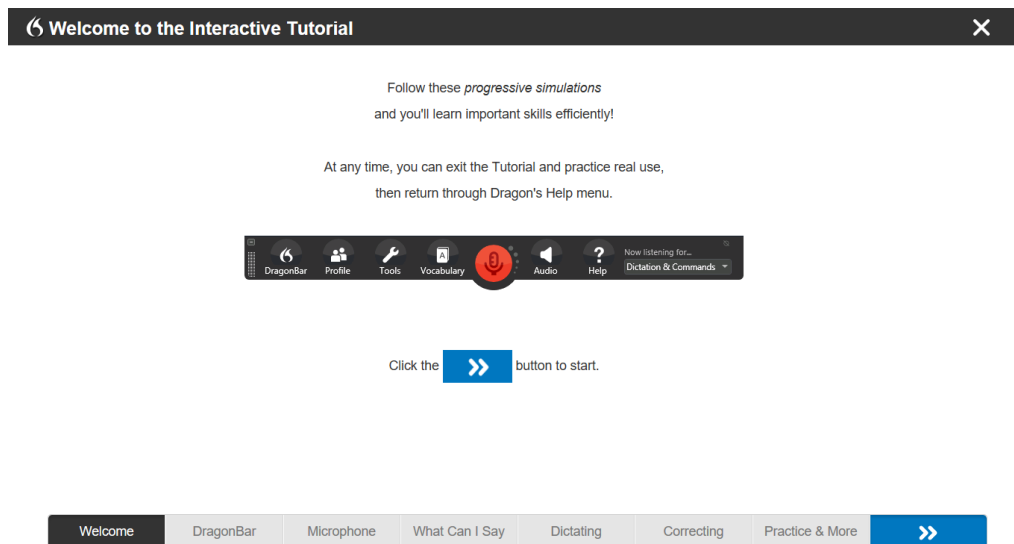 Welcome to the Interactive Tutorial
Follow these progressive simulations
and you'll learn important skills efficiently!
At any time, you can exit the Tutorial and practice real use,
then return through Dragon's Help menu.
DragonBar Profile Tools Vocabulary Audio Help
Now listening for...
Dictation & Commands
Click the button to start.
Welcome DragonBar Microphone What Can I Say Dictating Correcting Practice & More